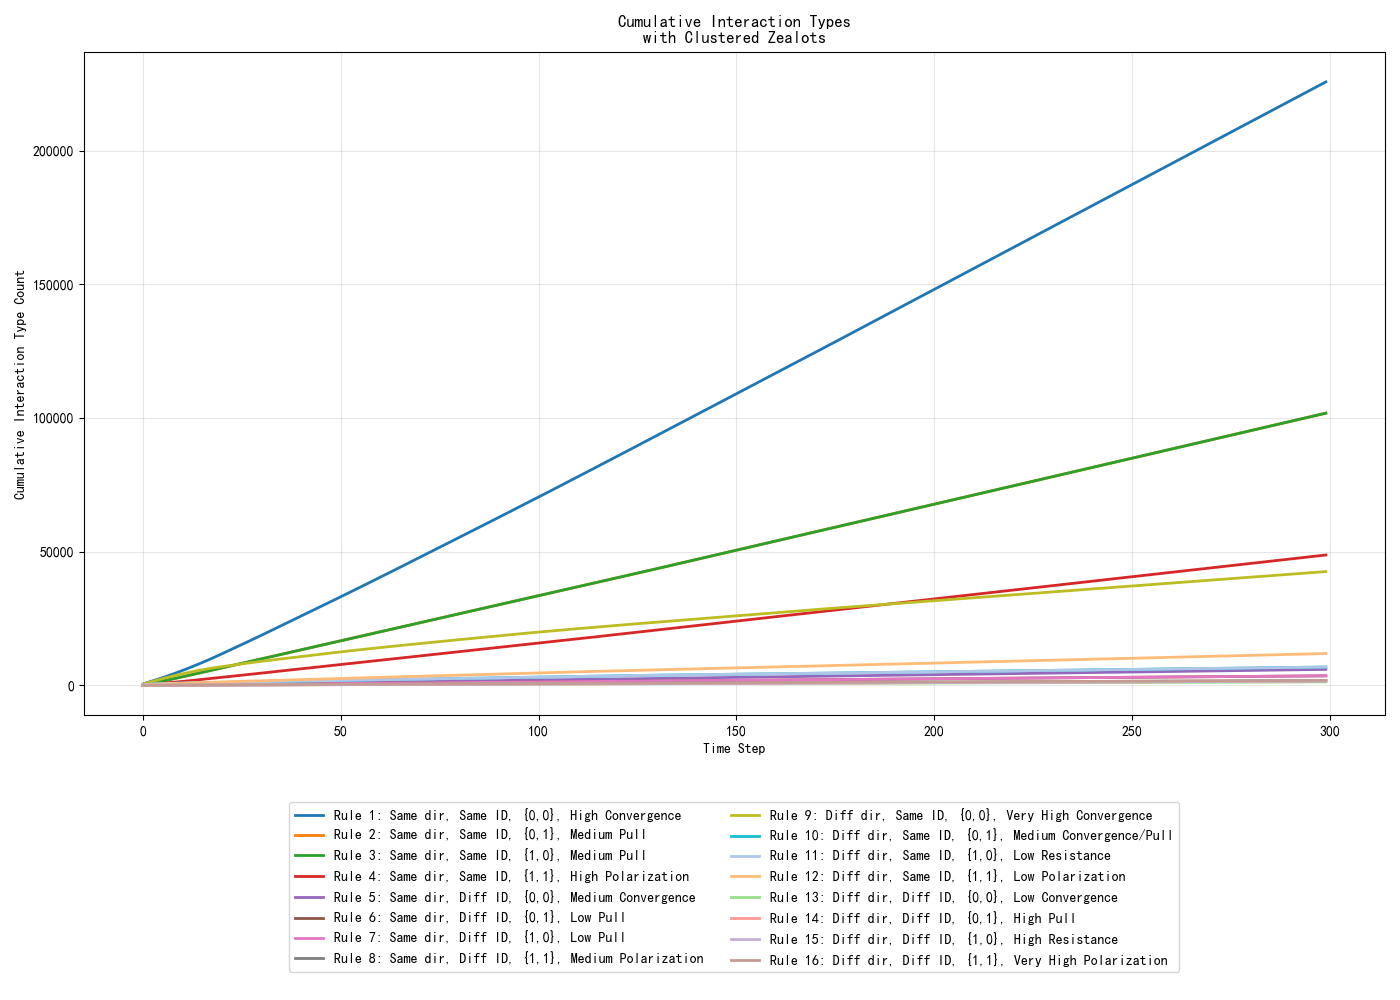 Cumulative Interaction Types
with Clustered Zealots
Cumulative Interaction Type Count
200000
150000
100000
50000
0
0
50
100
150
200
250
300
Time Step
Rule 1: Same dir, Same ID, {0,0}, High Convergence
Rule 2: Same dir, Same ID, {0,1}, Medium Pull
Rule 3: Same dir, Same ID, {1,0}, Medium Pull
Rule 4: Same dir, Same ID, {1,1}, High Polarization
Rule 5: Same dir, Diff ID, {0,0}, Medium Convergence
Rule 6: Same dir, Diff ID, {0,1}, Low Pull
Rule 7: Same dir, Diff ID, {1,0}, Low Pull
Rule 8: Same dir, Diff ID, {1,1}, Medium Polarization
Rule 9: Diff dir, Same ID, {0,0}, Very High Convergence
Rule 10: Diff dir, Same ID, {0,1}, Medium Convergence/Pull
Rule 11: Diff dir, Same ID, {1,0}, Low Resistance
Rule 12: Diff dir, Same ID, {1,1}, Low Polarization
Rule 13: Diff dir, Diff ID, {0,0}, Low Convergence
Rule 14: Diff dir, Diff ID, {0,1}, High Pull
Rule 15: Diff dir, Diff ID, {1,0}, High Resistance
Rule 16: Diff dir, Diff ID, {1,1}, Very High Polarization